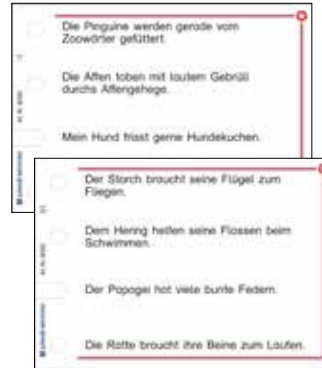 Die Pinguine werden gerade vom
Zoowärter gefüttert.
Die Affen toben mit lautem Gebrüll
durchs Affengehege.
Mein Hund frisst gerne Hundekuchen.
Der Storch braucht seine Flügel zum
Fliegen.
Dem Hering helfen seine Flossen beim
Schwimmen.
Der Papagei hat viele bunte Federn.
Die Ratte braucht ihre Beine zum Laufen.